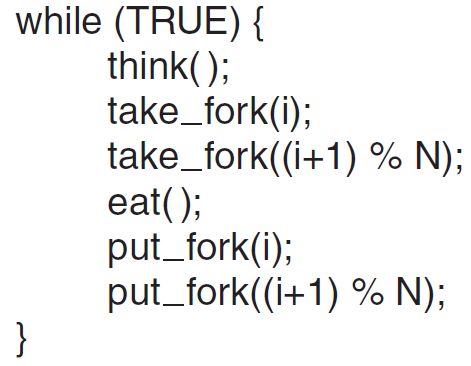 while (TRUE) {
think( );
take_fork(i);
take_fork((i+1) % N);
eat( );
put_fork(i);
put_fork((i+1) % N);
}